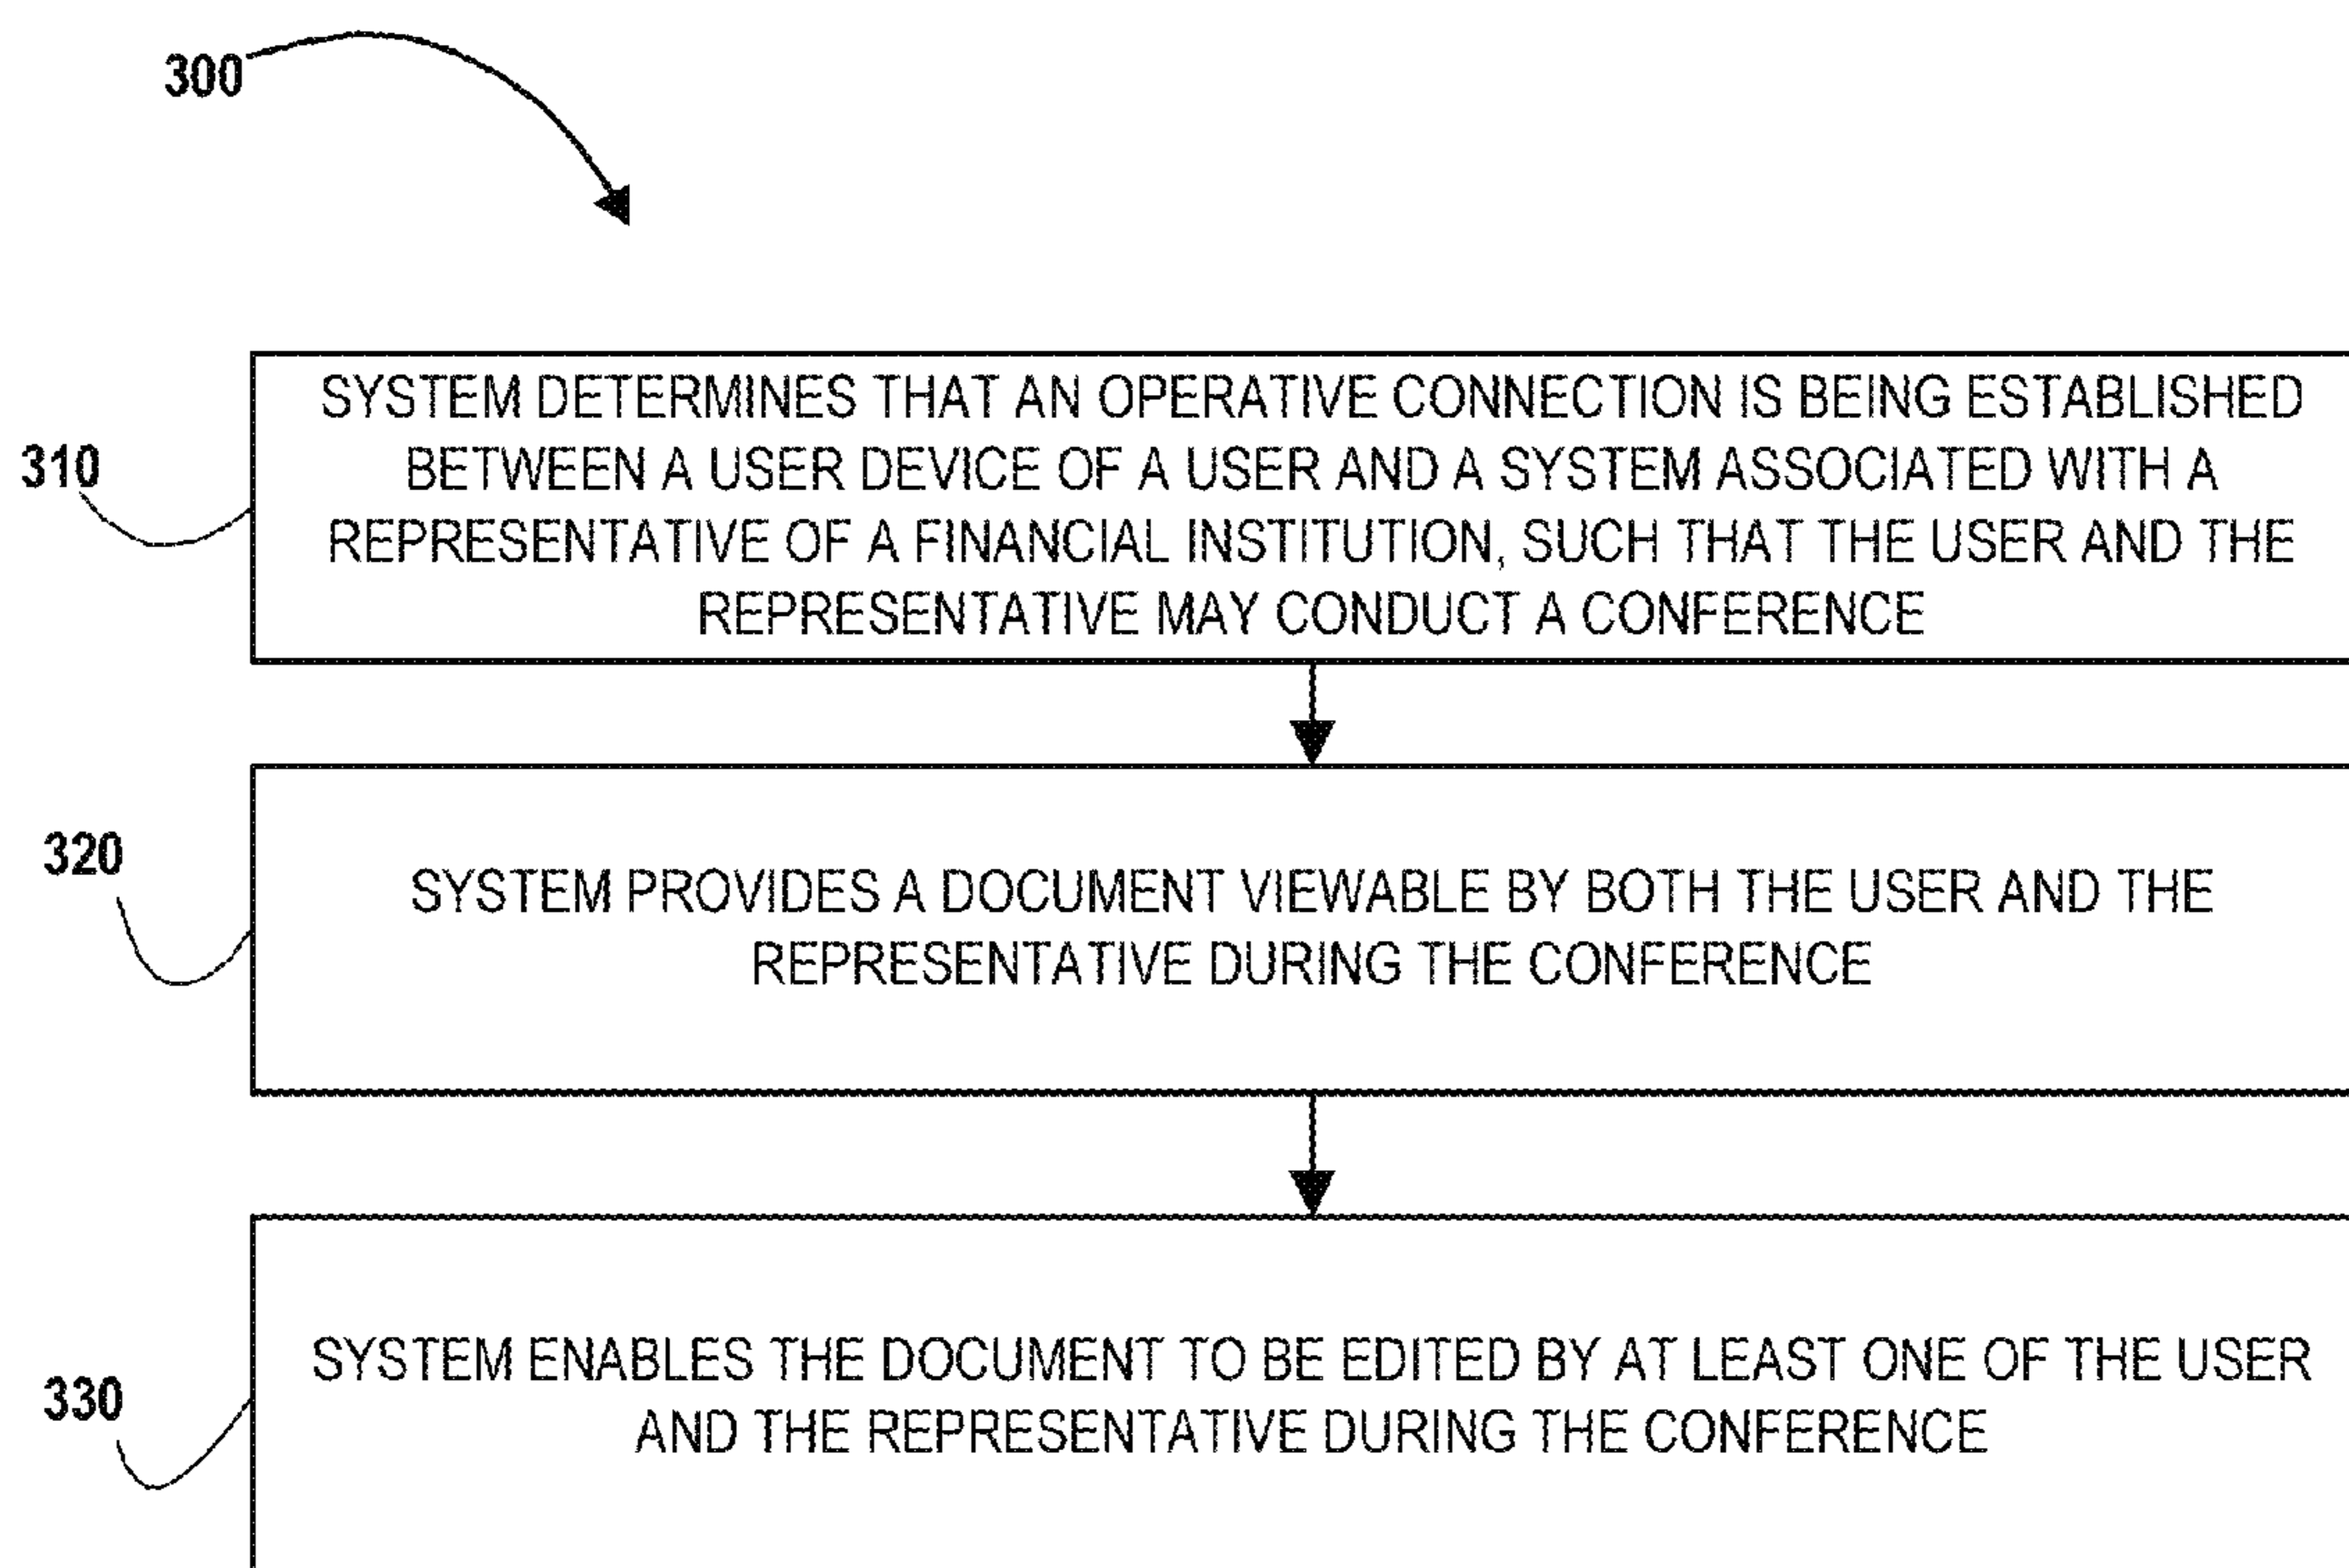 300
310
SYSTEM DETERMINES THAT AN OPERATIVE CONNECTION IS BEING ESTABLISHED
BETWEEN A USER DEVICE OF A USER AND A SYSTEM ASSOCIATED WITH A
REPRESENTATIVE OF A FINANCIAL INSTITUTION, SUCH THAT THE USER AND THE
REPRESENTATIVE MAY CONDUCT A CONFERENCE
320
SYSTEM PROVIDES A DOCUMENT VIEWABLE BY BOTH THE USER AND THE
REPRESENTATIVE DURING THE CONFERENCE
330
SYSTEM ENABLES THE DOCUMENT TO BE EDITED BY AT LEAST ONE OF THE USER
AND THE REPRESENTATIVE DURING THE CONFERENCE